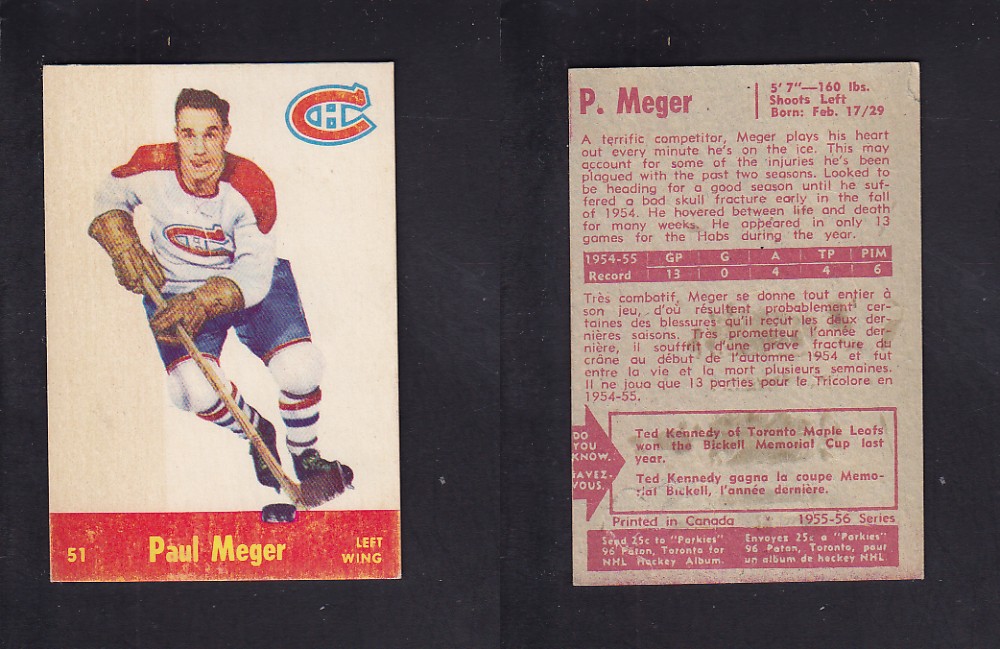 51
Paul Meger
LEFT
WING
P. Meger
5'7"—160 lbs.
Shoots Left
Born: Feb. 17/29
A terrific competitor, Meger plays his heart
out every minute he's on the ice. This may
account for some of the injuries he's been
plagued with the past two seasons. Looked to
be heading for a good season until he suf-
fered a bad skull fracture early in the fall
of 1954. He hovered between life and death
for many weeks. He appeared in only 13
games for the Habs during the year.
1954-55 GP G A TP PIM
Record 13 0 4 4 6
Très combatif, Meger se donne tout entier à
son jeu, d'où résultent probablement cer-
taines des blessures qu'il reçut les deux der-
nières saisons. Très prometteur l'année der-
nière, il souffrit d'une grave fracture du
crâne au début de l'automne 1954 et fut
entre la vie et la mort plusieurs semaines.
Il ne joua que 13 parties pour le Tricolore en
1954-55.
DO
YOU
KNOW..
AVEZ-
VOUS.
Ted Kennedy of Toronto Maple Leafs
won the Bickell Memorial Cup last
year.
Ted Kennedy gagna la coupe Memo-
rial Bickell, l'année dernière.
Printed in Canada 1955-56 Series
Send 25c to "Parkies"
96 Paton, Toronto for
NHL Hockey Album.
Envoyez 25c a "Parkies"
96 Paton, Toronto, pour
un album de hockey NHL.